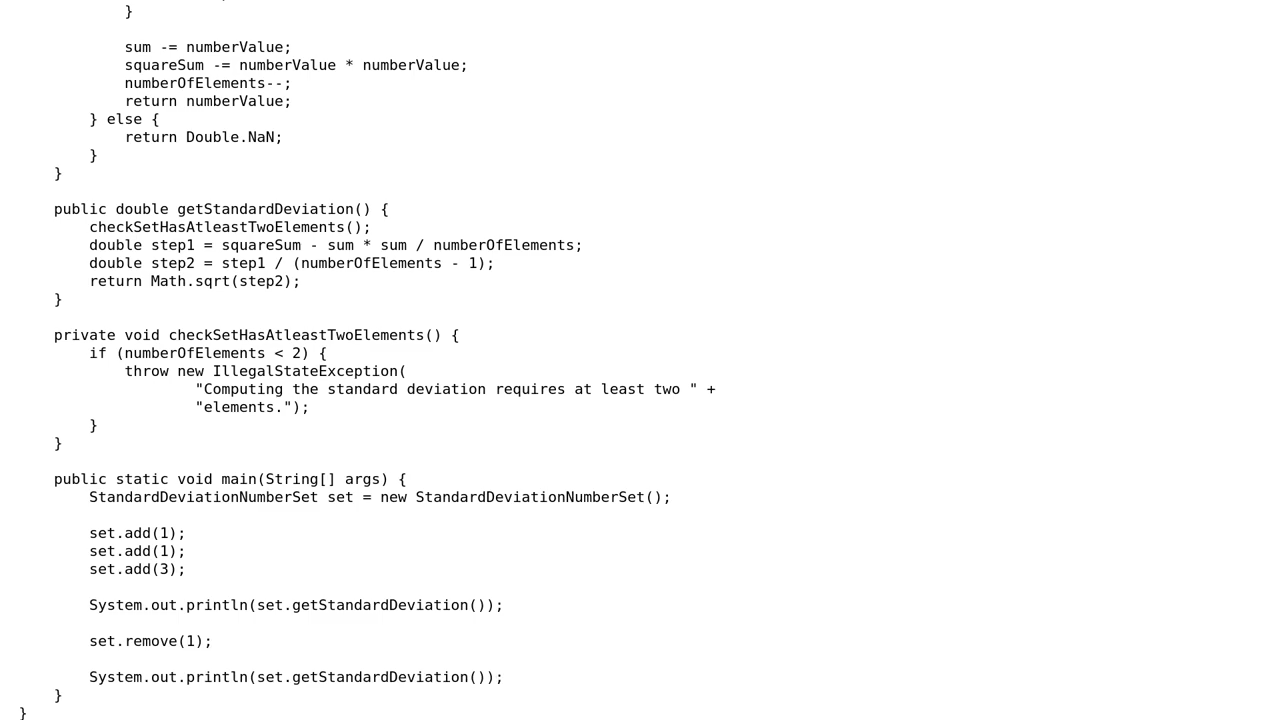 }
sum -= numberValue;
squareSum -= numberValue * numberValue;
numberOfElements--;
return numberValue;
} else {
return Double.NaN;
}
}
public double getStandardDeviation() {
checkSetHasAtleastTwoElements();
double step1 = squareSum - sum * sum / numberOfElements;
double step2 = step1 / (numberOfElements - 1);
return Math.sqrt(step2);
}
private void checkSetHasAtleastTwoElements() {
if (numberOfElements < 2) {
throw new IllegalStateException(
"Computing the standard deviation requires at least two " +
"elements.");
}
}
public static void main(String[] args) {
StandardDeviationNumberSet set = new StandardDeviationNumberSet();
set.add(1);
set.add(1);
set.add(3);
System.out.println(set.getStandardDeviation());
set.remove(1);
System.out.println(set.getStandardDeviation());
}
}